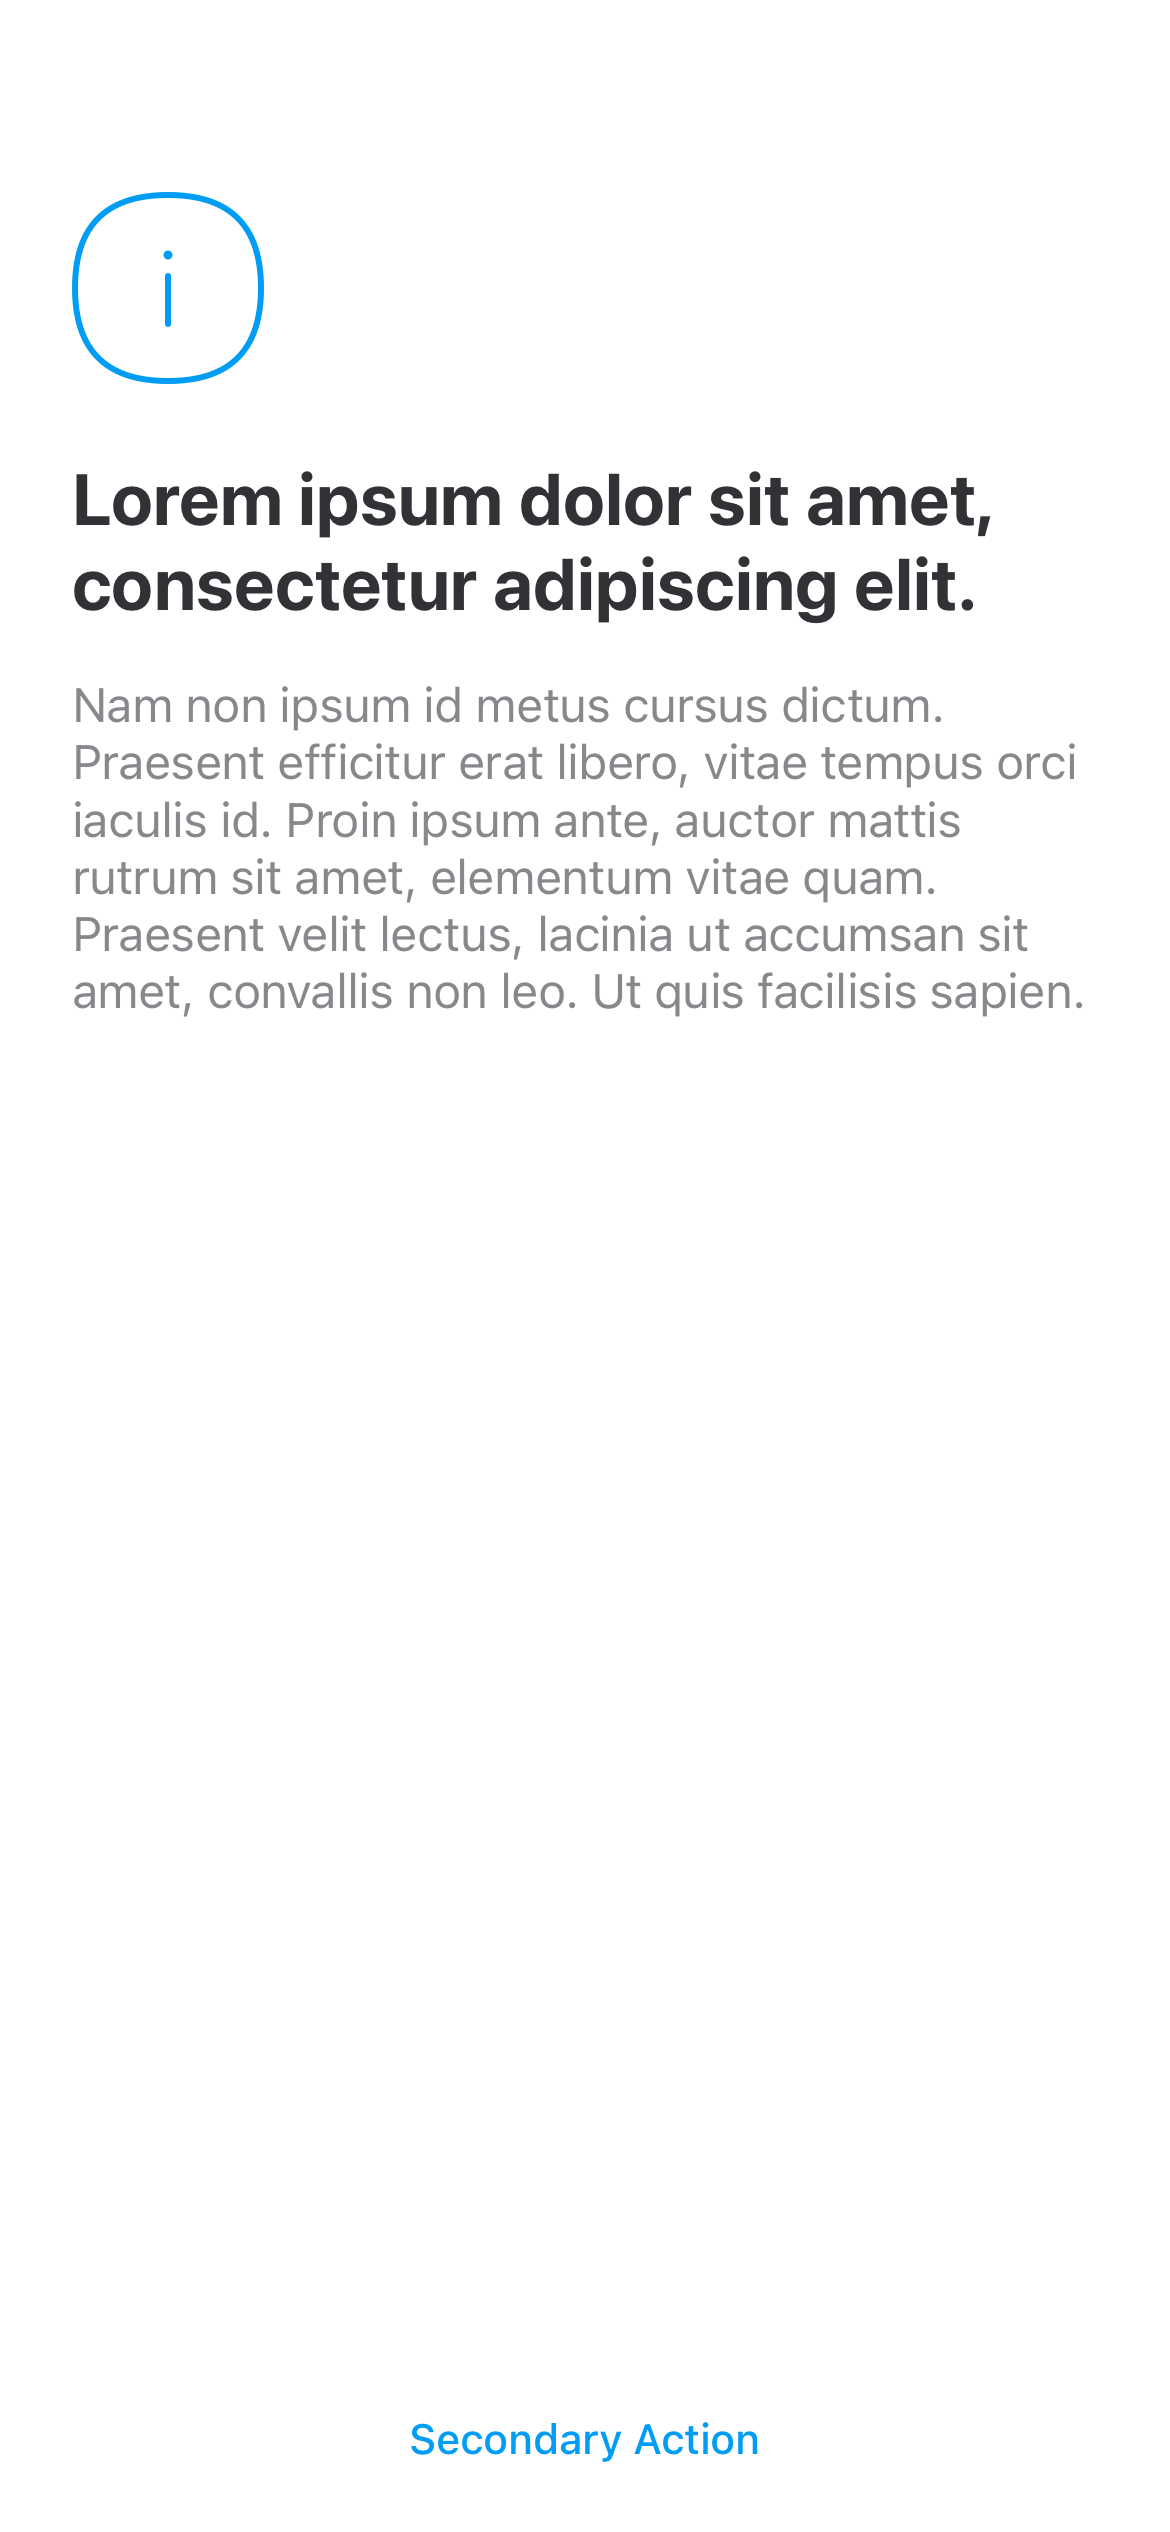 Lorem ipsum dolor sit amet,
consectetur adipiscing elit.
Nam non ipsum id metus cursus dictum.
Praesent efficitur erat libero, vitae tempus orci
iaculis id. Proin ipsum ante, auctor mattis
rutrum sit amet, elementum vitae quam.
Praesent velit lectus, lacinia ut accumsan sit
amet, convallis non leo. Ut quis facilisis sapien.
Secondary Action